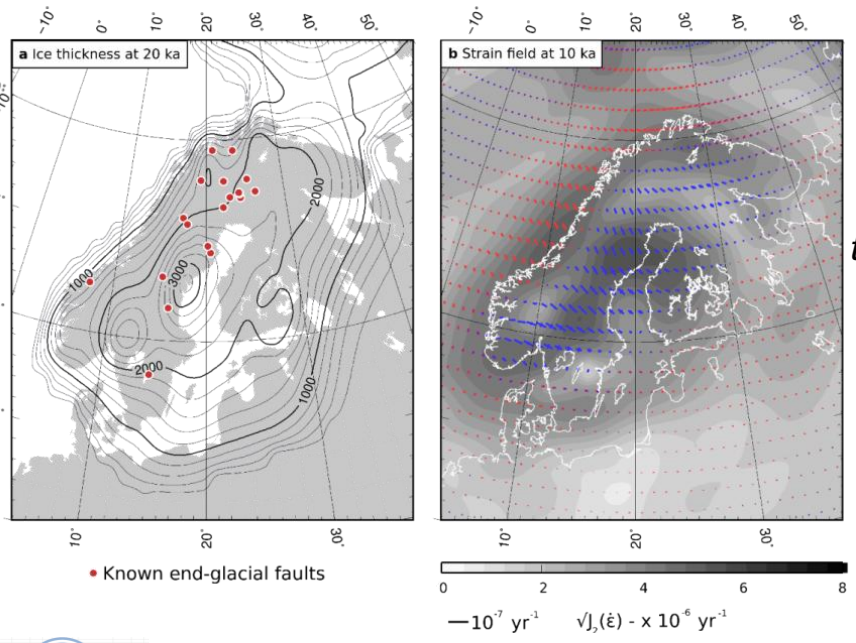 -10° 0° 10° 20° 30° 40° 50°
a Ice thickness at 20 ka
1000
2000
3000
2000
1000
10° 20° 30°
Known end-glacial faults
-10° 0° 10° 20° 30° 40° 50°
b Strain field at 10 ka
10° 20° 30°
t
0 2 4 6 8
10⁻⁷ yr⁻¹ √J₂(ε̇) - x 10⁻⁶ yr⁻¹